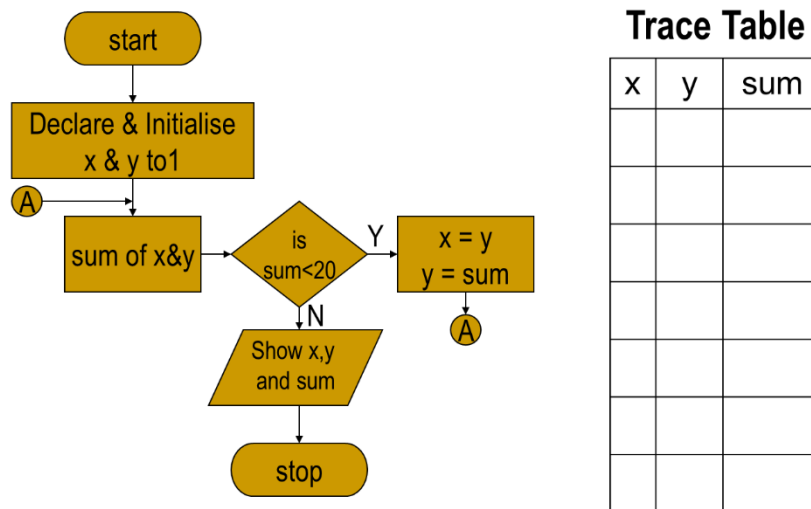 start
Declare & Initialise
x & y to1
A
sum of x&y
is
sum<20
Y
x = y
y = sum
A
N
Show x,y
and sum
stop
Trace Table
x y sum